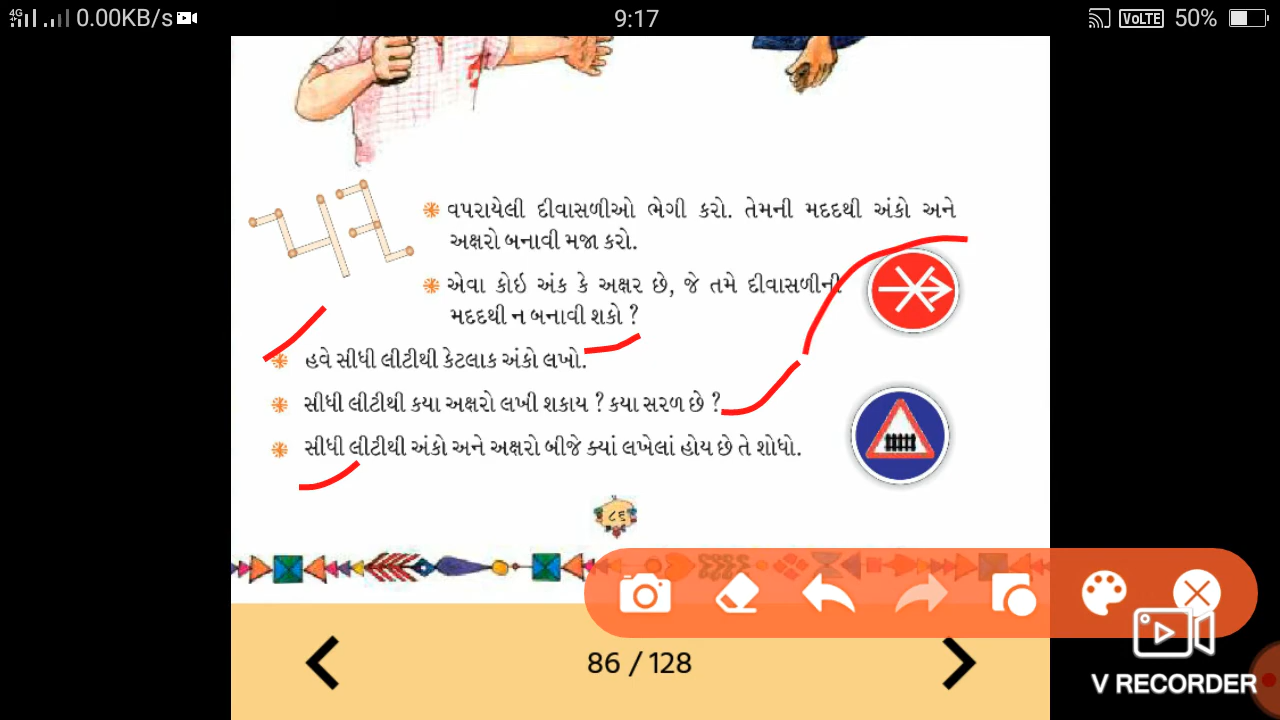 4G 0.00KB/s 9:17 VoLTE 50%
વપરાયેલી દીવાસળીઓ ભેગી કરો. તેમની મદદથી અંકો અને
અક્ષરો બનાવી મજા કરો.
એવા કોઇ અંક કે અક્ષર છે, જે તમે દીવાસળીની
મદદથી ન બનાવી શકો ?
હવે સીધી લીટીથી કેટલાક અંકો લખો.
સીધી લીટીથી કયા અક્ષરો લખી શકાય ? કયા સરળ છે ?
સીધી લીટીથી અંકો અને અક્ષરો બીજે ક્યાં લખેલાં હોય છે તે શોધો.
૮૬
86 / 128
V RECORDER